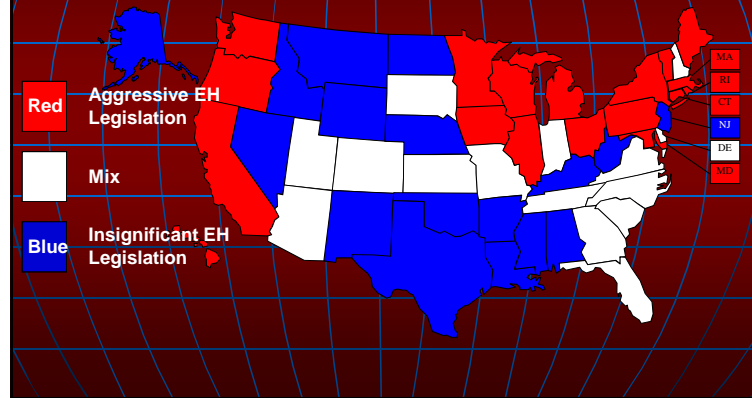 Red
Aggressive EH
Legislation
Mix
Blue
Insignificant EH
Legislation
MA
RI
CT
NJ
DE
MD